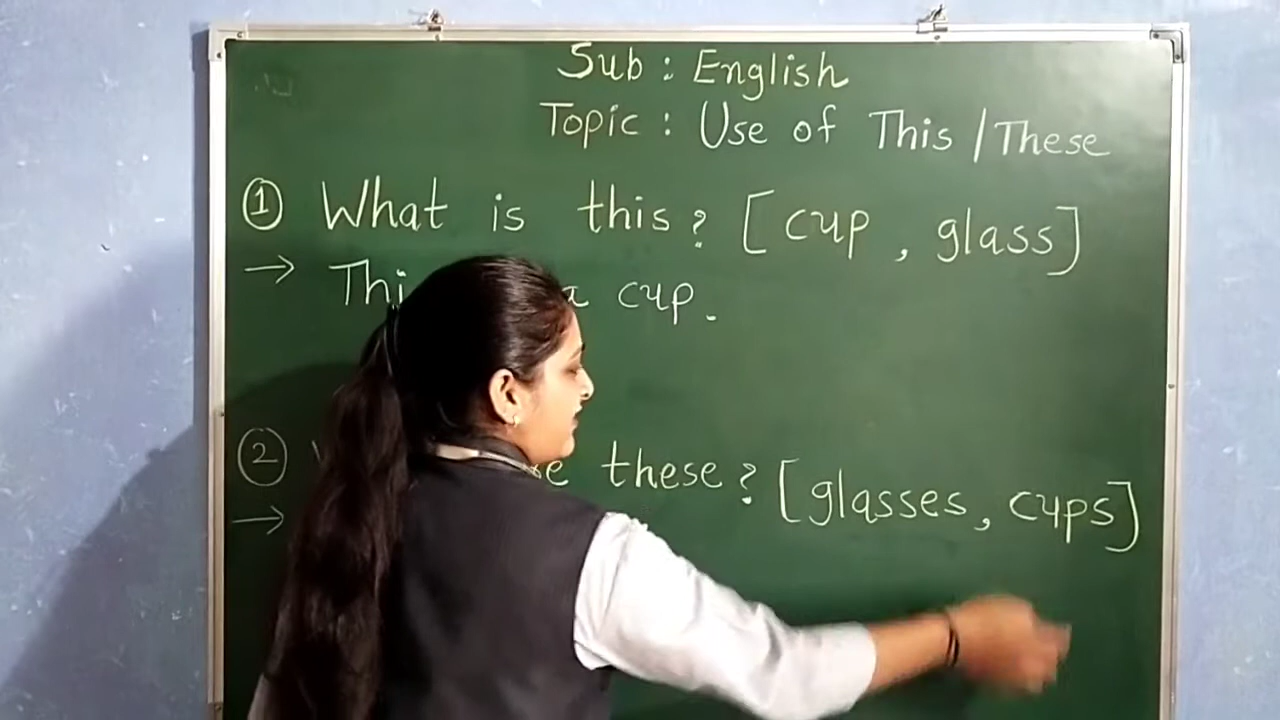 Sub : English
Topic : Use of This / These
① What is this? [cup, glass]
→ a cup.
② these? [glasses, cups]
→